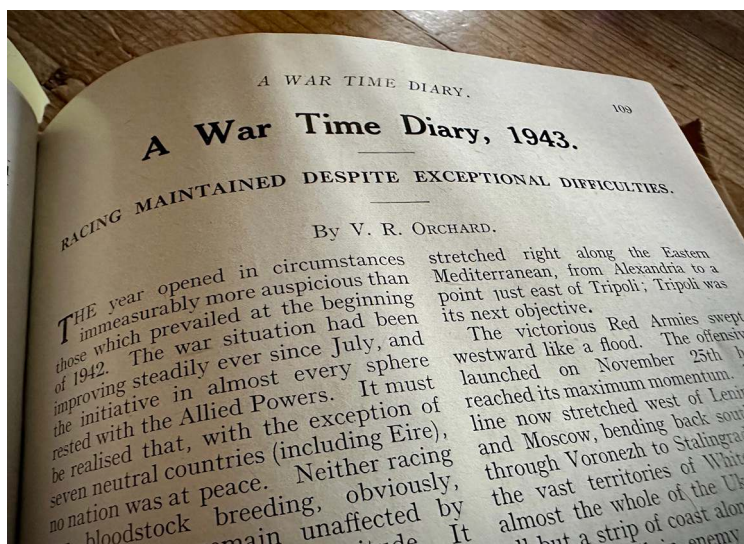 A WAR TIME DIARY.
109
A War Time Diary, 1943.
RACING MAINTAINED DESPITE EXCEPTIONAL DIFFICULTIES.
By V. R. ORCHARD.
THE year opened in circumstances
immeasurably more auspicious than
those which prevailed at the beginning
of 1942. The war situation had been
improving steadily ever since July, and
the initiative in almost every sphere
rested with the Allied Powers. It must
be realised that, with the exception of
seven neutral countries (including Eire),
no nation was at peace. Neither racing
bloodstock breeding, obviously,
unaffected by
It
stretched right along the Eastern
Mediterranean, from Alexandria to a
point just east of Tripoli; Tripoli was
its next objective.
The victorious Red Armies swept
westward like a flood. The
launched on November 25th
reached its maximum momentum.
line now stretched west of
and Moscow, bending back
through Voronezh to
the vast territories of
almost the whole of the
but a strip of coast
enemy